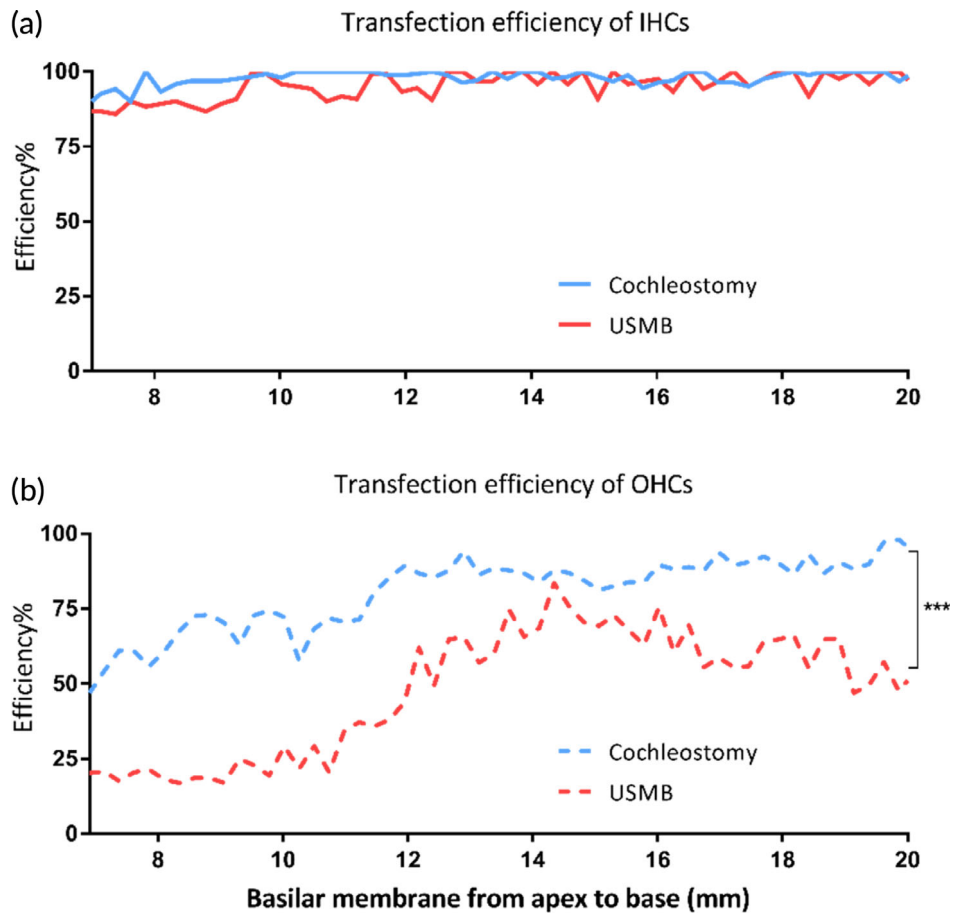 (a)
Transfection efficiency of IHCs
100
75
50
25
0
Efficiency%
Cochleostomy
USMB
8 10 12 14 16 18 20
(b)
Transfection efficiency of OHCs
100
75
50
25
0
Efficiency%
***
Cochleostomy
USMB
8 10 12 14 16 18 20
Basilar membrane from apex to base (mm)